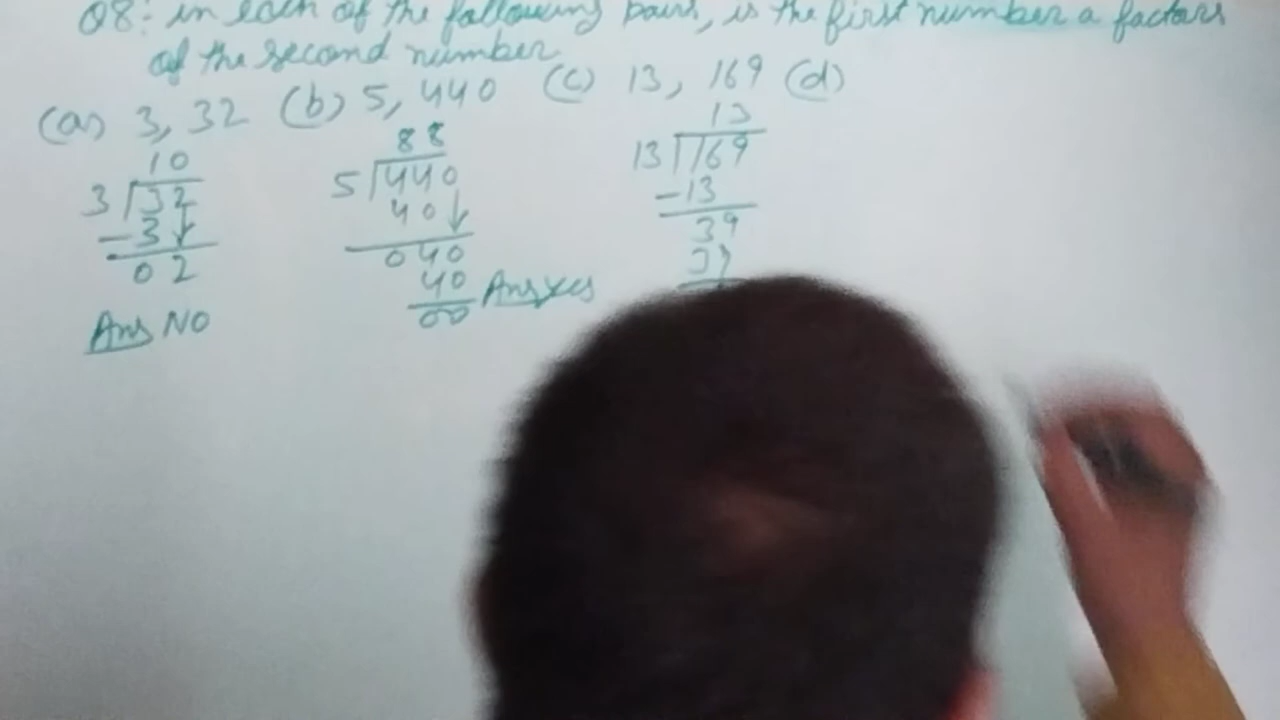 Q8: in each of the following pairs, is the first number a factors
of the second number
(a) 3, 32 (b) 5, 440 (c) 13, 169 (d)
10
3 32
-3
02
Ans NO
88
5 440
40
040
40
00 Ans yes
13
13 169
-13
39
39